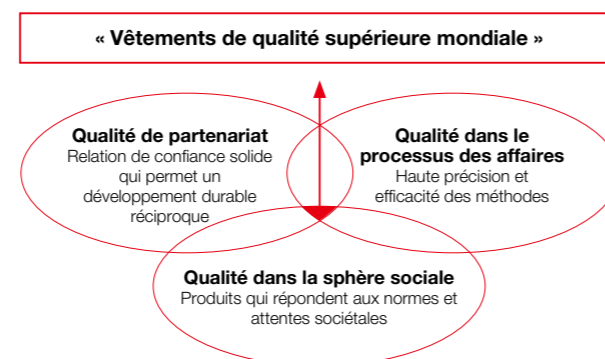 « Vêtements de qualité supérieure mondiale »
Qualité de partenariat
Relation de confiance solide
qui permet un
développement durable
réciproque
Qualité dans le
processus des affaires
Haute précision et
efficacité des méthodes
Qualité dans la sphère sociale
Produits qui répondent aux normes et
attentes sociétales